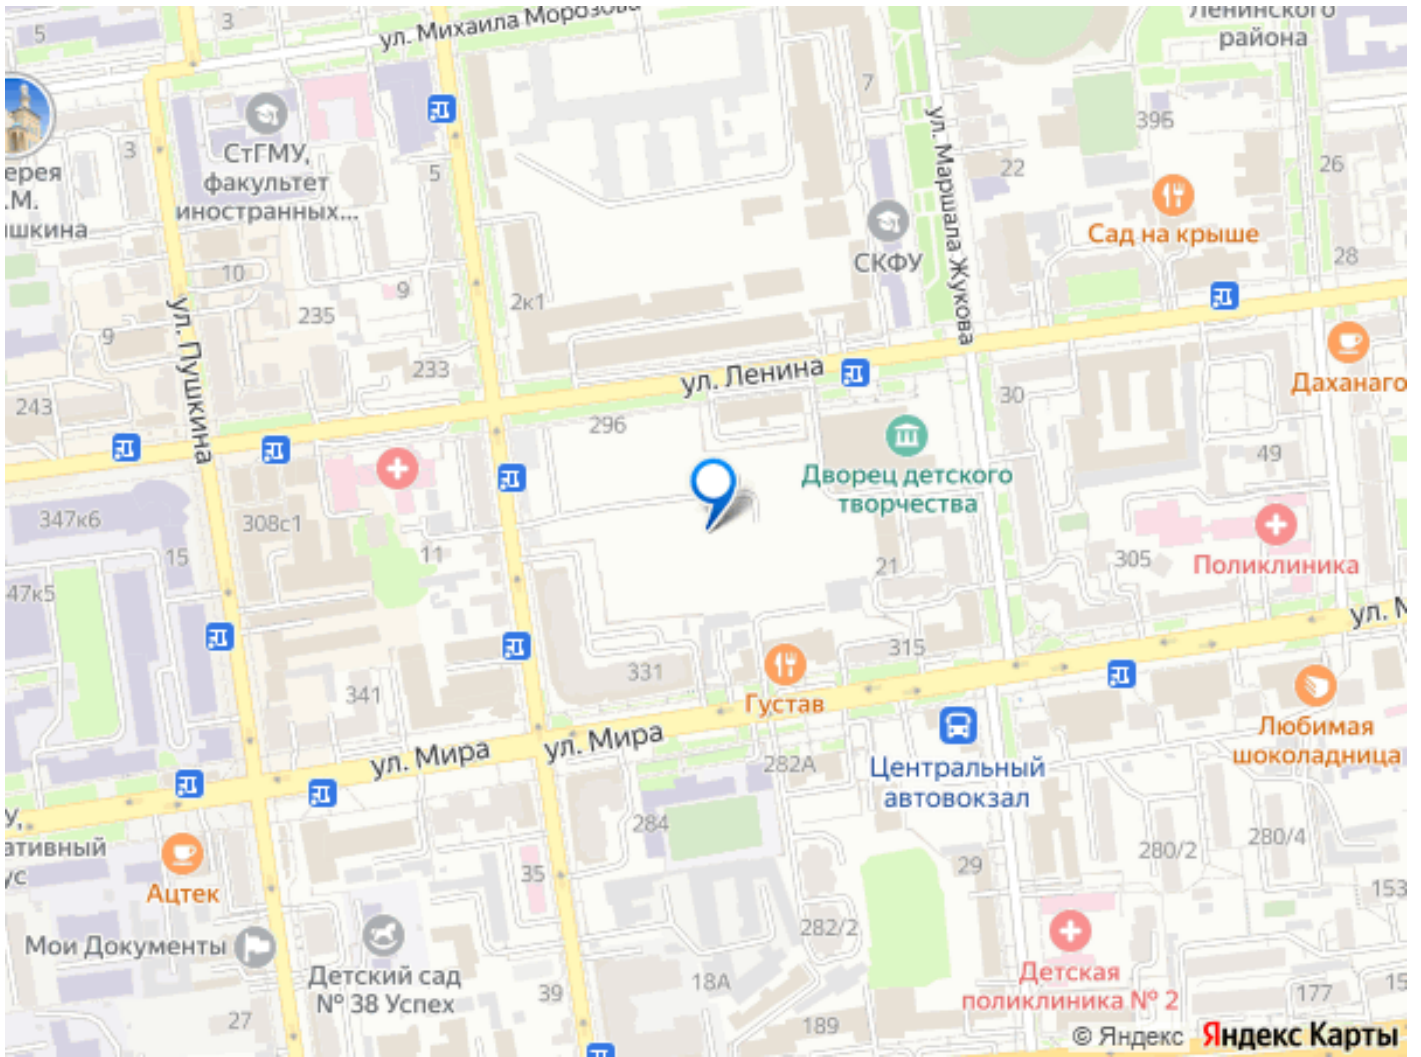 5
3
ул. Михаила Морозова
Ленинского
района
7
39Б
СтГМУ,
факультет
иностранных...
3
5
22
26
ул. Маршала Жукова
ерея
.М.
ишкина
СКФУ
Сад на крыше
28
10
9
2к1
235
9
ул. Пушкина
233
ул. Ленина
Даханаго
243
296
30
49
Дворец детского
творчества
347к6
308с1
15
11
21
305
Поликлиника
47к5
ул. М
331
315
341
Густав
ул. Мира
ул. Мира
Любимая
шоколадница
282А
Центральный
автовокзал
У,
ативный
ус
284
280/2
280/4
Ацтек
35
29
153
Мои Документы
282/2
Детский сад
№ 38 Успех
18А
39
Детская
поликлиника № 2
177
15
27
189
© Яндекс Яндекс Карты